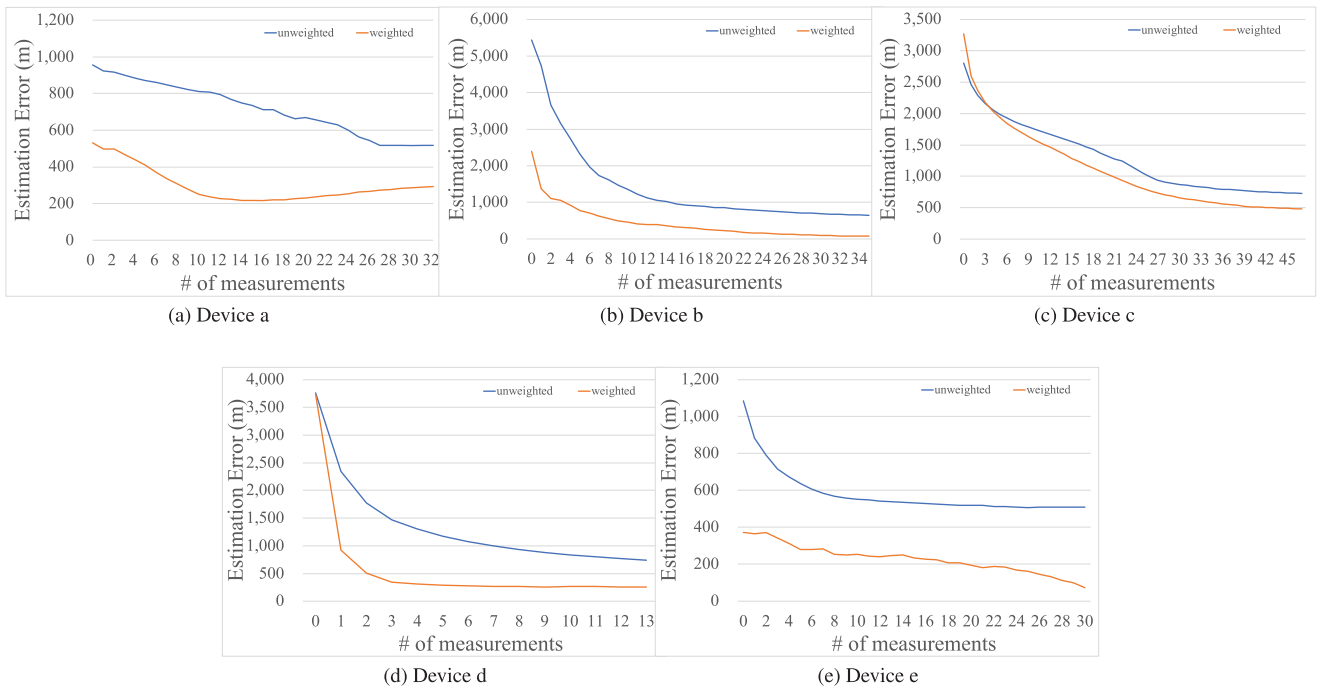 1,200
1,000
800
600
400
200
0
Estimation Error (m)
unweighted weighted
0 2 4 6 8 10 12 14 16 18 20 22 24 26 28 30 32
# of measurements
(a) Device a
6,000
5,000
4,000
3,000
2,000
1,000
0
Estimation Error (m)
unweighted weighted
0 2 4 6 8 10 12 14 16 18 20 22 24 26 28 30 32 34
# of measurements
(b) Device b
3,500
3,000
2,500
2,000
1,500
1,000
500
0
Estimation Error (m)
unweighted weighted
0 3 6 9 12 15 18 21 24 27 30 33 36 39 42 45
# of measurements
(c) Device c
4,000
3,500
3,000
2,500
2,000
1,500
1,000
500
0
Estimation Error (m)
unweighted weighted
0 1 2 3 4 5 6 7 8 9 10 11 12 13
# of measurements
(d) Device d
1,200
1,000
800
600
400
200
0
Estimation Error (m)
unweighted weighted
0 2 4 6 8 10 12 14 16 18 20 22 24 26 28 30
# of measurements
(e) Device e